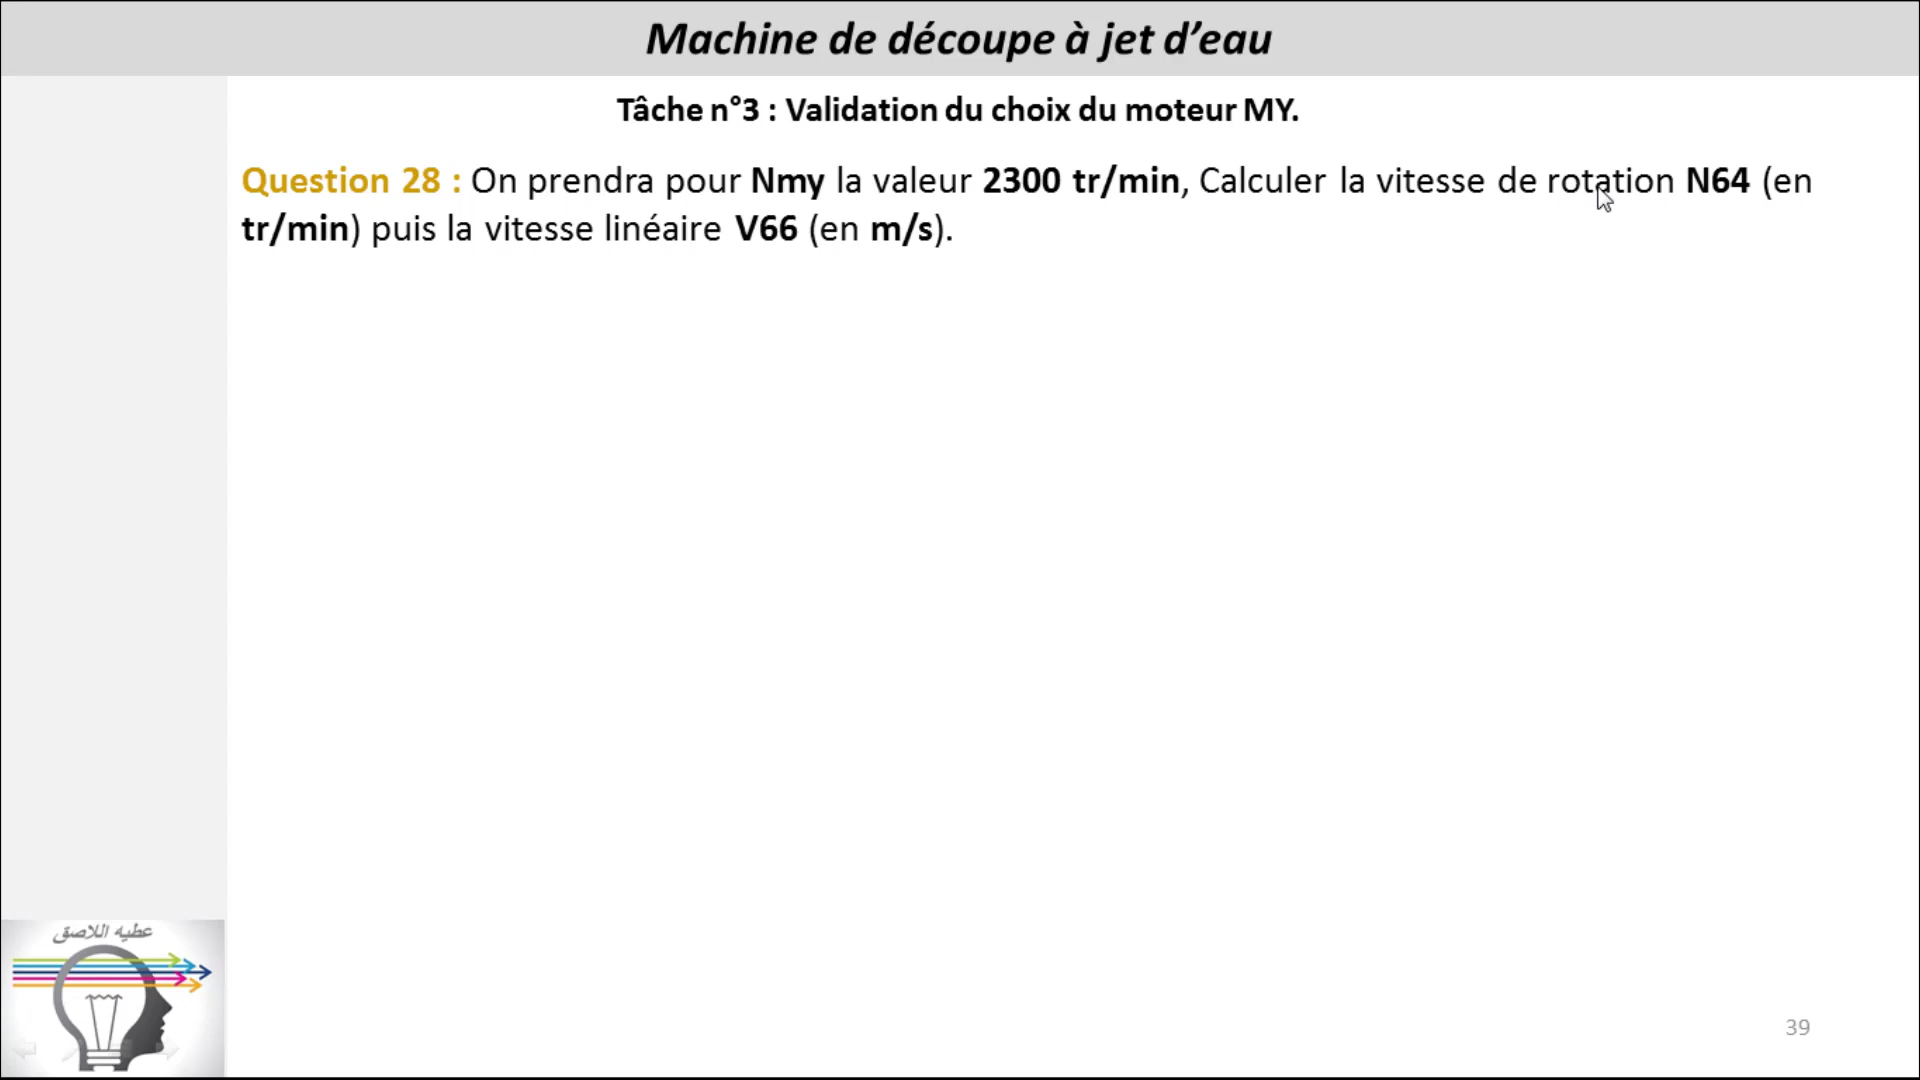 Machine de découpe à jet d’eau
Tâche n°3 : Validation du choix du moteur MY.
Question 28 : On prendra pour Nmy la valeur 2300 tr/min, Calculer la vitesse de rotation N64 (en
tr/min) puis la vitesse linéaire V66 (en m/s).
عطيه اللاصق
39